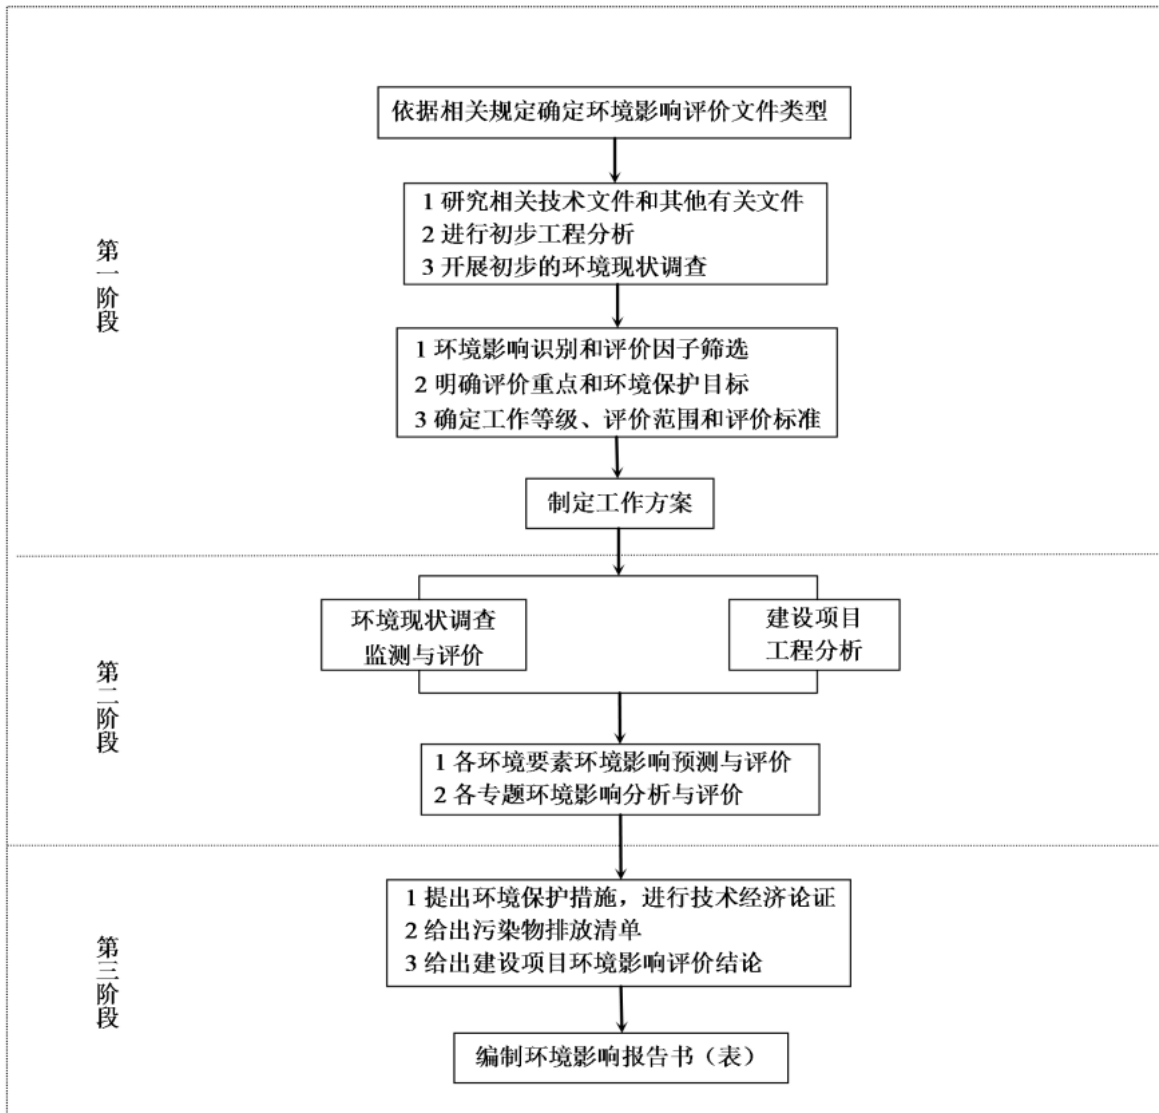 依据相关规定确定环境影响评价文件类型
1 研究相关技术文件和其他有关文件
2 进行初步工程分析
3 开展初步的环境现状调查
第一阶段
1 环境影响识别和评价因子筛选
2 明确评价重点和环境保护目标
3 确定工作等级、评价范围和评价标准
制定工作方案
环境现状调查
监测与评价
建设项目
工程分析
第二阶段
1 各环境要素环境影响预测与评价
2 各专题环境影响分析与评价
1 提出环境保护措施，进行技术经济论证
2 给出污染物排放清单
3 给出建设项目环境影响评价结论
第三阶段
编制环境影响报告书（表）